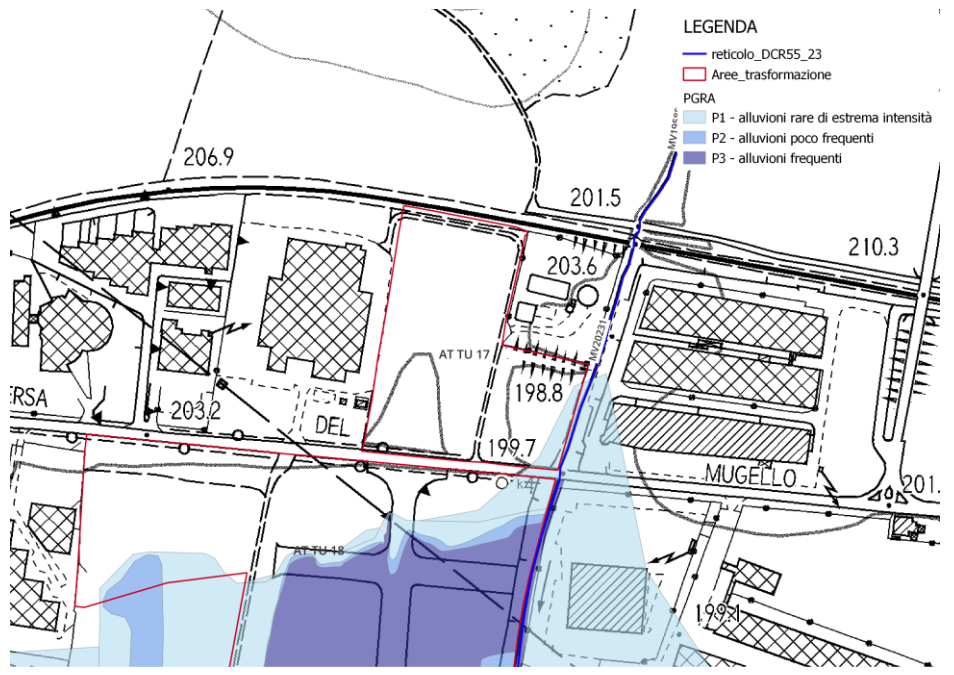 LEGENDA
reticolo_DCR55_23
Aree_trasformazione
PGRA
P1 - alluvioni rare di estrema intensità
P2 - alluvioni poco frequenti
P3 - alluvioni frequenti
206.9
201.5
210.3
203.6
MV20231
AT TU 17
198.8
ERSA
203.2
DEL
199.7
MUGELLO
201.
AT TU 18
199.1